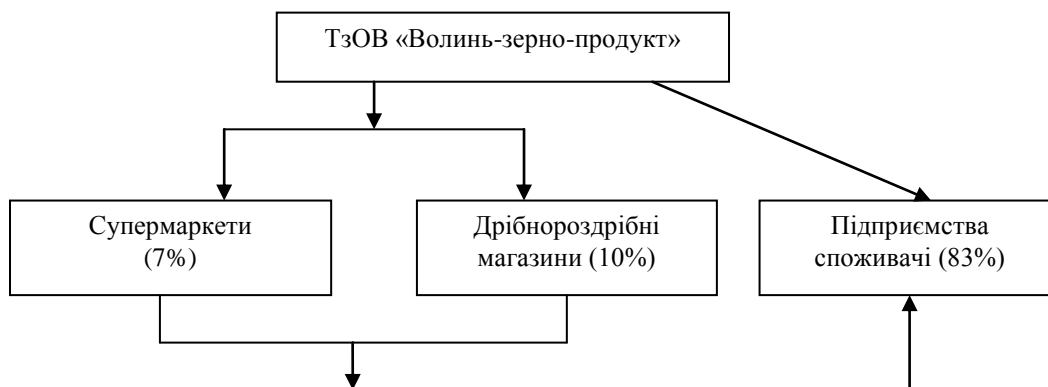 ТзОВ «Волинь-зерно-продукт»
Супермаркети
(7%)
Дрібнороздрібні
магазини (10%)
Підприємства
споживачі (83%)